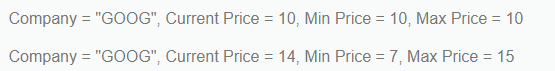 Company = "GOOG", Current Price = 10, Min Price = 10, Max Price = 10
Company = "GOOG", Current Price = 14, Min Price = 7, Max Price = 15